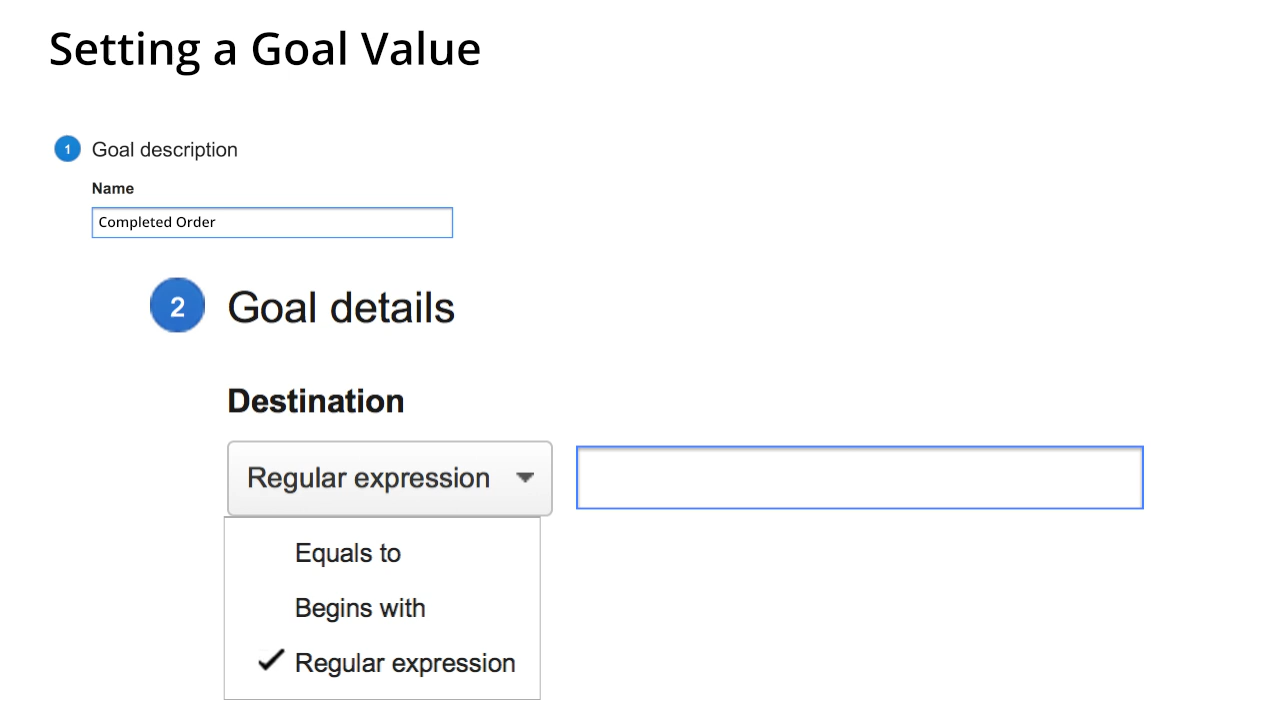 Setting a Goal Value
1 Goal description
Name
Completed Order
2 Goal details
Destination
Regular expression
Equals to
Begins with
Regular expression